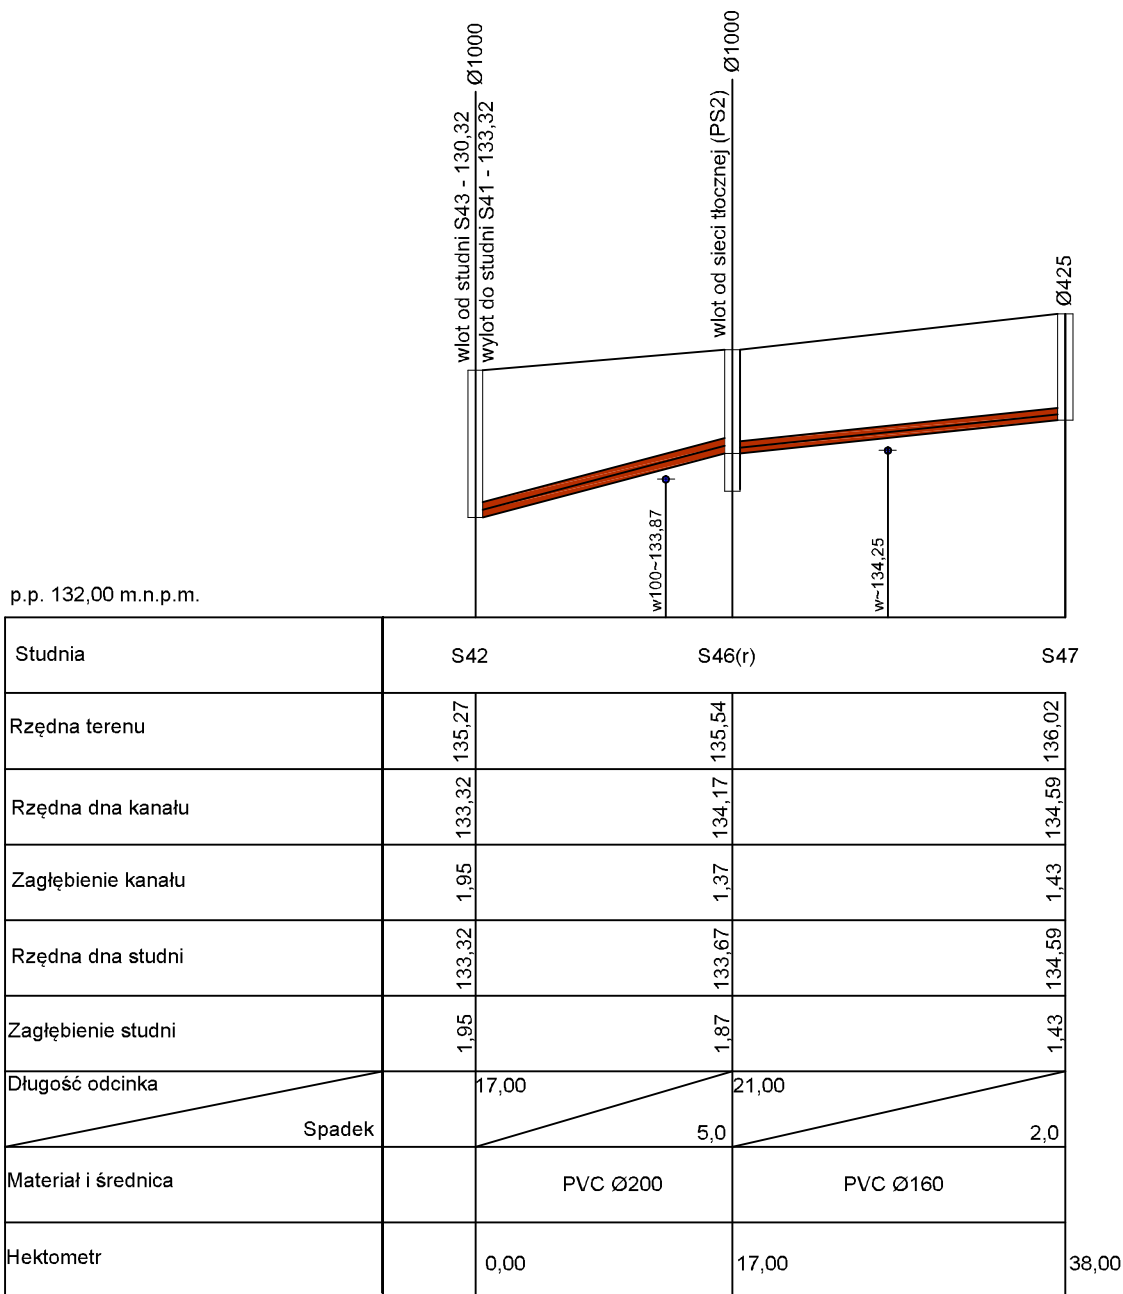 Ø1000
wlot od studni S43 - 130,32
wylot do studni S41 - 133,32
Ø1000
wlot od sieci tłocznej (PS2)
Ø425
w100~133,87
w~134,25
p.p. 132,00 m.n.p.m.
Studnia S42 S46(r) S47
Rzędna terenu 135,27 135,54 136,02
Rzędna dna kanału 133,32 134,17 134,59
Zagłębienie kanału 1,95 1,37 1,43
Rzędna dna studni 133,32 133,67 134,59
Zagłębienie studni 1,95 1,87 1,43
Długość odcinka 17,00 21,00
Spadek 5,0 2,0
Materiał i średnica PVC Ø200 PVC Ø160
Hektometr 0,00 17,00 38,00